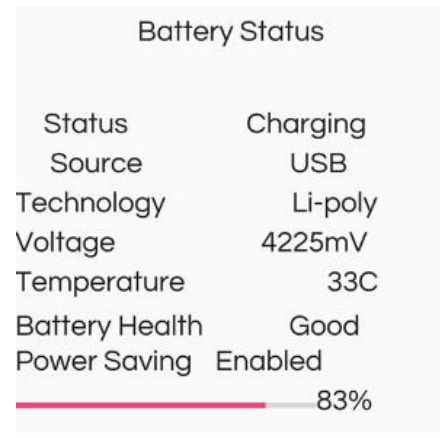 Battery Status
Status Charging
Source USB
Technology Li-poly
Voltage 4225mV
Temperature 33C
Battery Health Good
Power Saving Enabled
83%